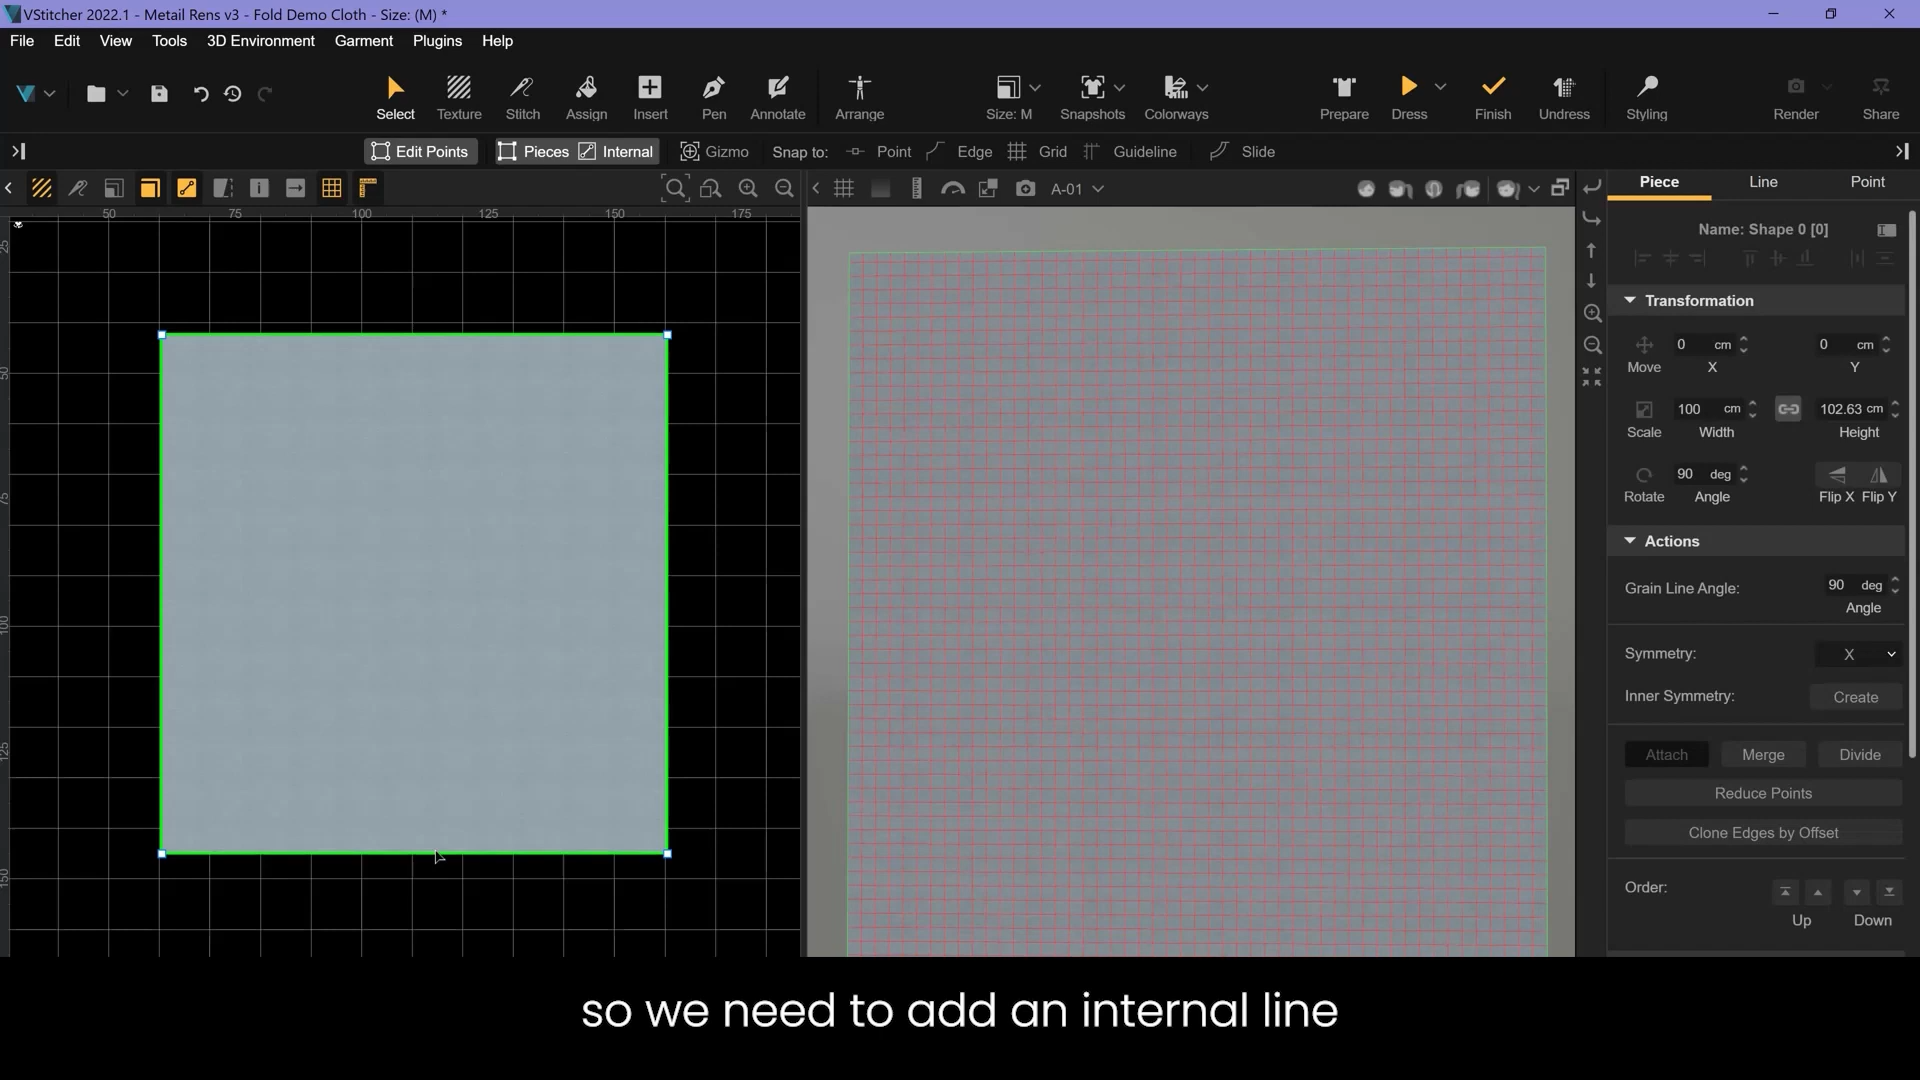 VStitcher 2022.1 - Metail Rens v3 - Fold Demo Cloth - Size: (M) *
File Edit View Tools 3D Environment Garment Plugins Help
Select Texture Stitch Assign Insert Pen Annotate Arrange Size: M Snapshots Colorways Prepare Dress Finish Undress Styling Render Share
Edit Points Pieces Internal Gizmo Snap to: Point Edge Grid Guideline Slide
A-01
Piece Line Point
50 75 100 125 150 175
25
50
75
100
125
150
Name: Shape 0 [0]
Transformation
0 cm 0 cm
Move X Y
100 cm 102.63 cm
Scale Width Height
90 deg
Rotate Angle Flip X Flip Y
Actions
Grain Line Angle: 90 deg
Angle
Symmetry: X
Inner Symmetry: Create
Attach Merge Divide
Reduce Points
Clone Edges by Offset
Order:
Up Down
so we need to add an internal line